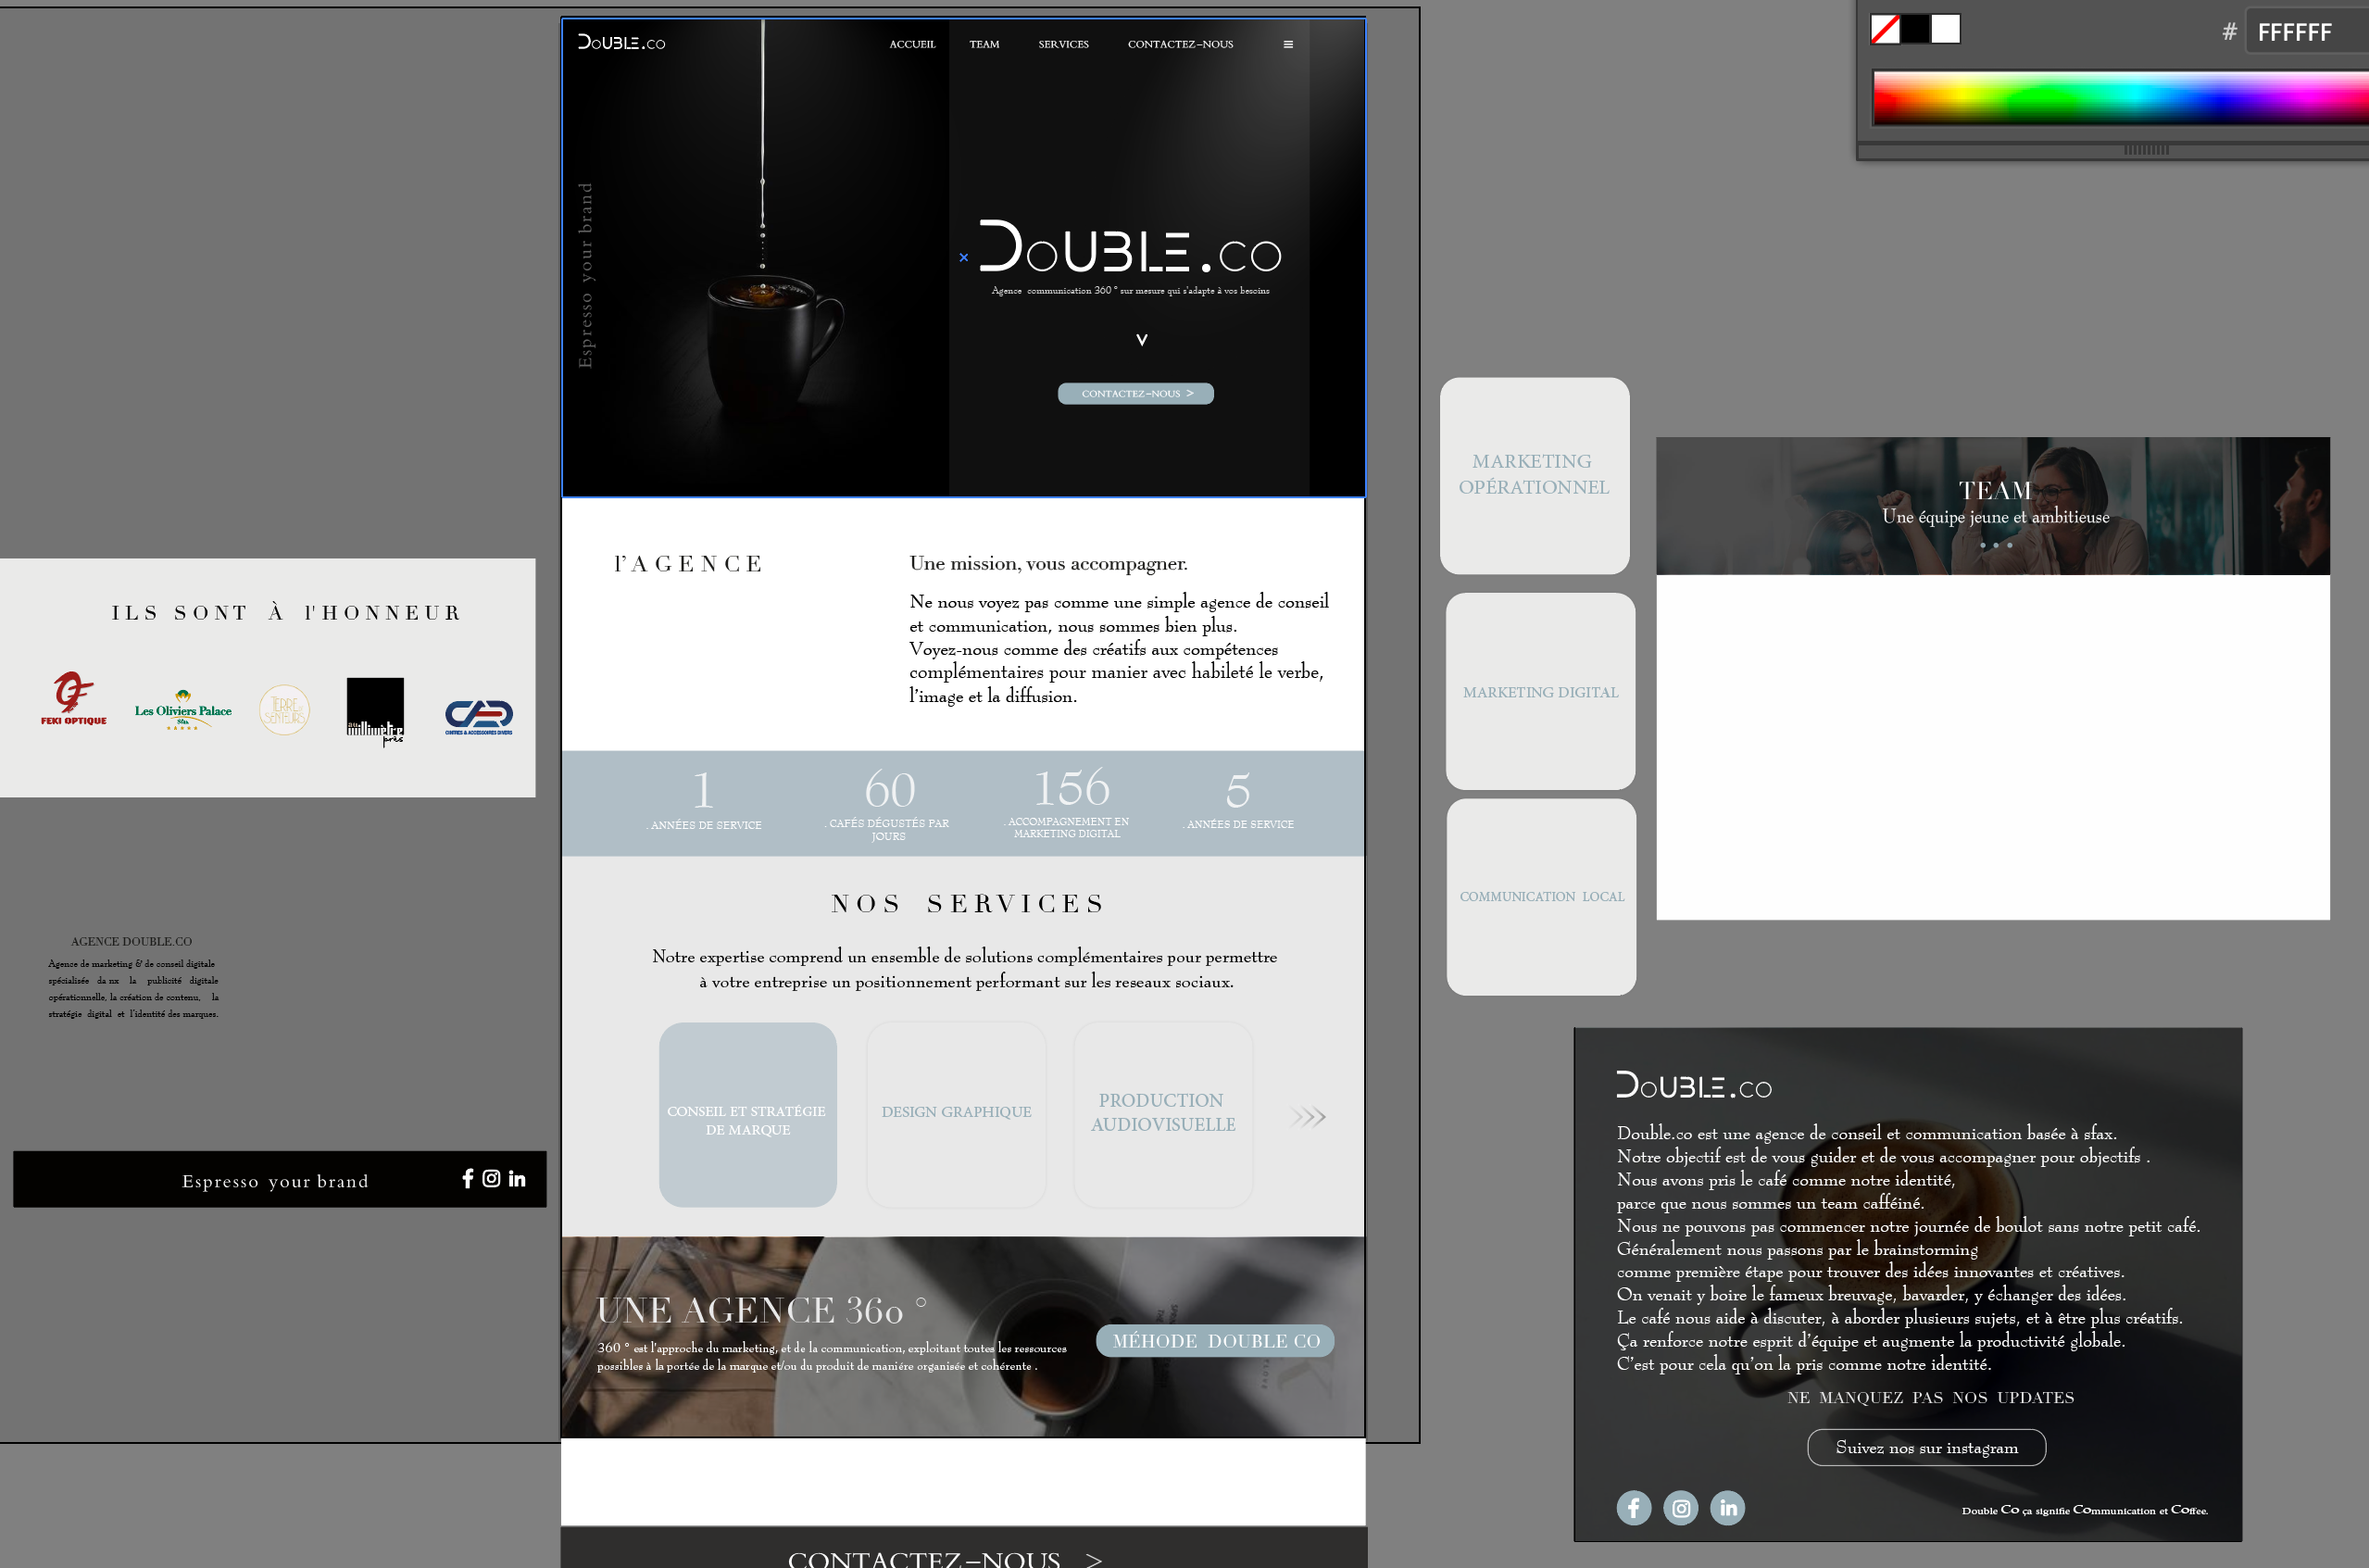 # FFFFFF
DOUBLE.CO
ACCUEIL TEAM SERVICES CONTACTEZ-NOUS
Espresso your brand
DOUBLE.CO
Agence communication 360 ° sur mesure qui s'adapte à vos besoins
CONTACTEZ-NOUS >
l'AGENCE
Une mission, vous accompagner.
Ne nous voyez pas comme une simple agence de conseil
et communication, nous sommes bien plus.
Voyez-nous comme des créatifs aux compétences
complémentaires pour manier avec habileté le verbe,
l'image et la diffusion.
1
. ANNÉES DE SERVICE
60
. CAFÉS DÉGUSTÉS PAR
JOURS
156
. ACCOMPAGNEMENT EN
MARKETING DIGITAL
5
. ANNÉES DE SERVICE
NOS SERVICES
Notre expertise comprend un ensemble de solutions complémentaires pour permettre
à votre entreprise un positionnement performant sur les reseaux sociaux.
CONSEIL ET STRATÉGIE
DE MARQUE
DESIGN GRAPHIQUE
PRODUCTION
AUDIOVISUELLE
UNE AGENCE 360 °
360 ° est l'approche du marketing, et de la communication, exploitant toutes les ressources
possibles à la portée de la marque et/ou du produit de maniére organisée et cohérente .
MÉHODE DOUBLE CO
CONTACTEZ-NOUS >
ILS SONT À l'HONNEUR
FEKI OPTIQUE
Les Oliviers Palace
Sfax
TERRE
SENTEURS
au millimètre
près
CAD
AGENCE DOUBLE.CO
Agence de marketing & de conseil digitale
spécialisée da nx la publicité digitale
opérationnelle, la création de contenu, la
stratégie digital et l'identité des marques.
Espresso your brand
MARKETING
OPÉRATIONNEL
MARKETING DIGITAL
COMMUNICATION LOCAL
TEAM
Une équipe jeune et ambitieuse
DOUBLE.CO
Double.co est une agence de conseil et communication basée à sfax.
Notre objectif est de vous guider et de vous accompagner pour objectifs .
Nous avons pris le café comme notre identité,
parce que nous sommes un team cafféiné.
Nous ne pouvons pas commencer notre journée de boulot sans notre petit café.
Généralement nous passons par le brainstorming
comme première étape pour trouver des idées innovantes et créatives.
On venait y boire le fameux breuvage, bavarder, y échanger des idées.
Le café nous aide à discuter, à aborder plusieurs sujets, et à être plus créatifs.
Ça renforce notre esprit d'équipe et augmente la productivité globale.
C'est pour cela qu'on la pris comme notre identité.
NE MANQUEZ PAS NOS UPDATES
Suivez nos sur instagram
Double Co ça signifie Communication et Coffee.